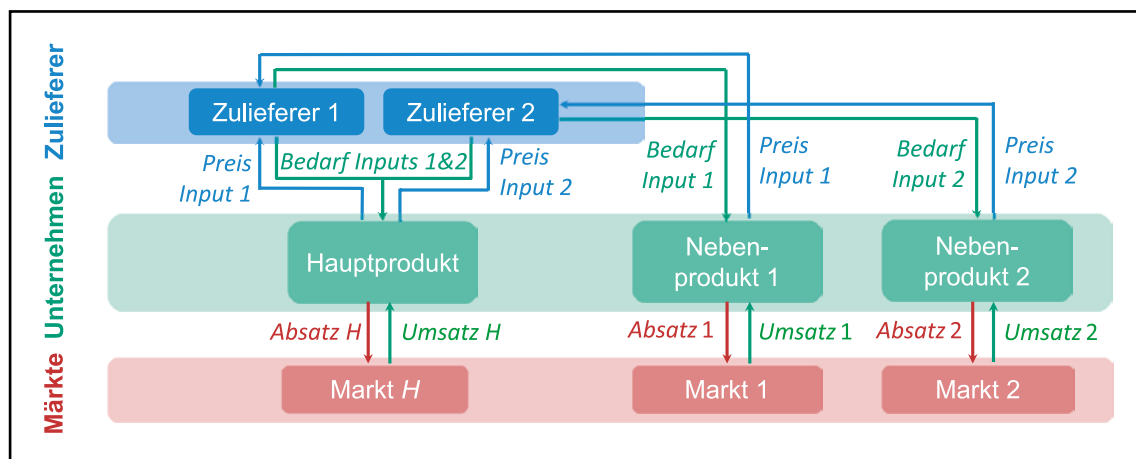 Zulieferer
Unternehmen
Märkte
Zulieferer 1
Zulieferer 2
Preis
Input 1
Bedarf Inputs 1&2
Preis
Input 2
Bedarf
Input 1
Preis
Input 1
Bedarf
Input 2
Preis
Input 2
Hauptprodukt
Neben-
produkt 1
Neben-
produkt 2
Absatz H
Umsatz H
Absatz 1
Umsatz 1
Absatz 2
Umsatz 2
Markt H
Markt 1
Markt 2